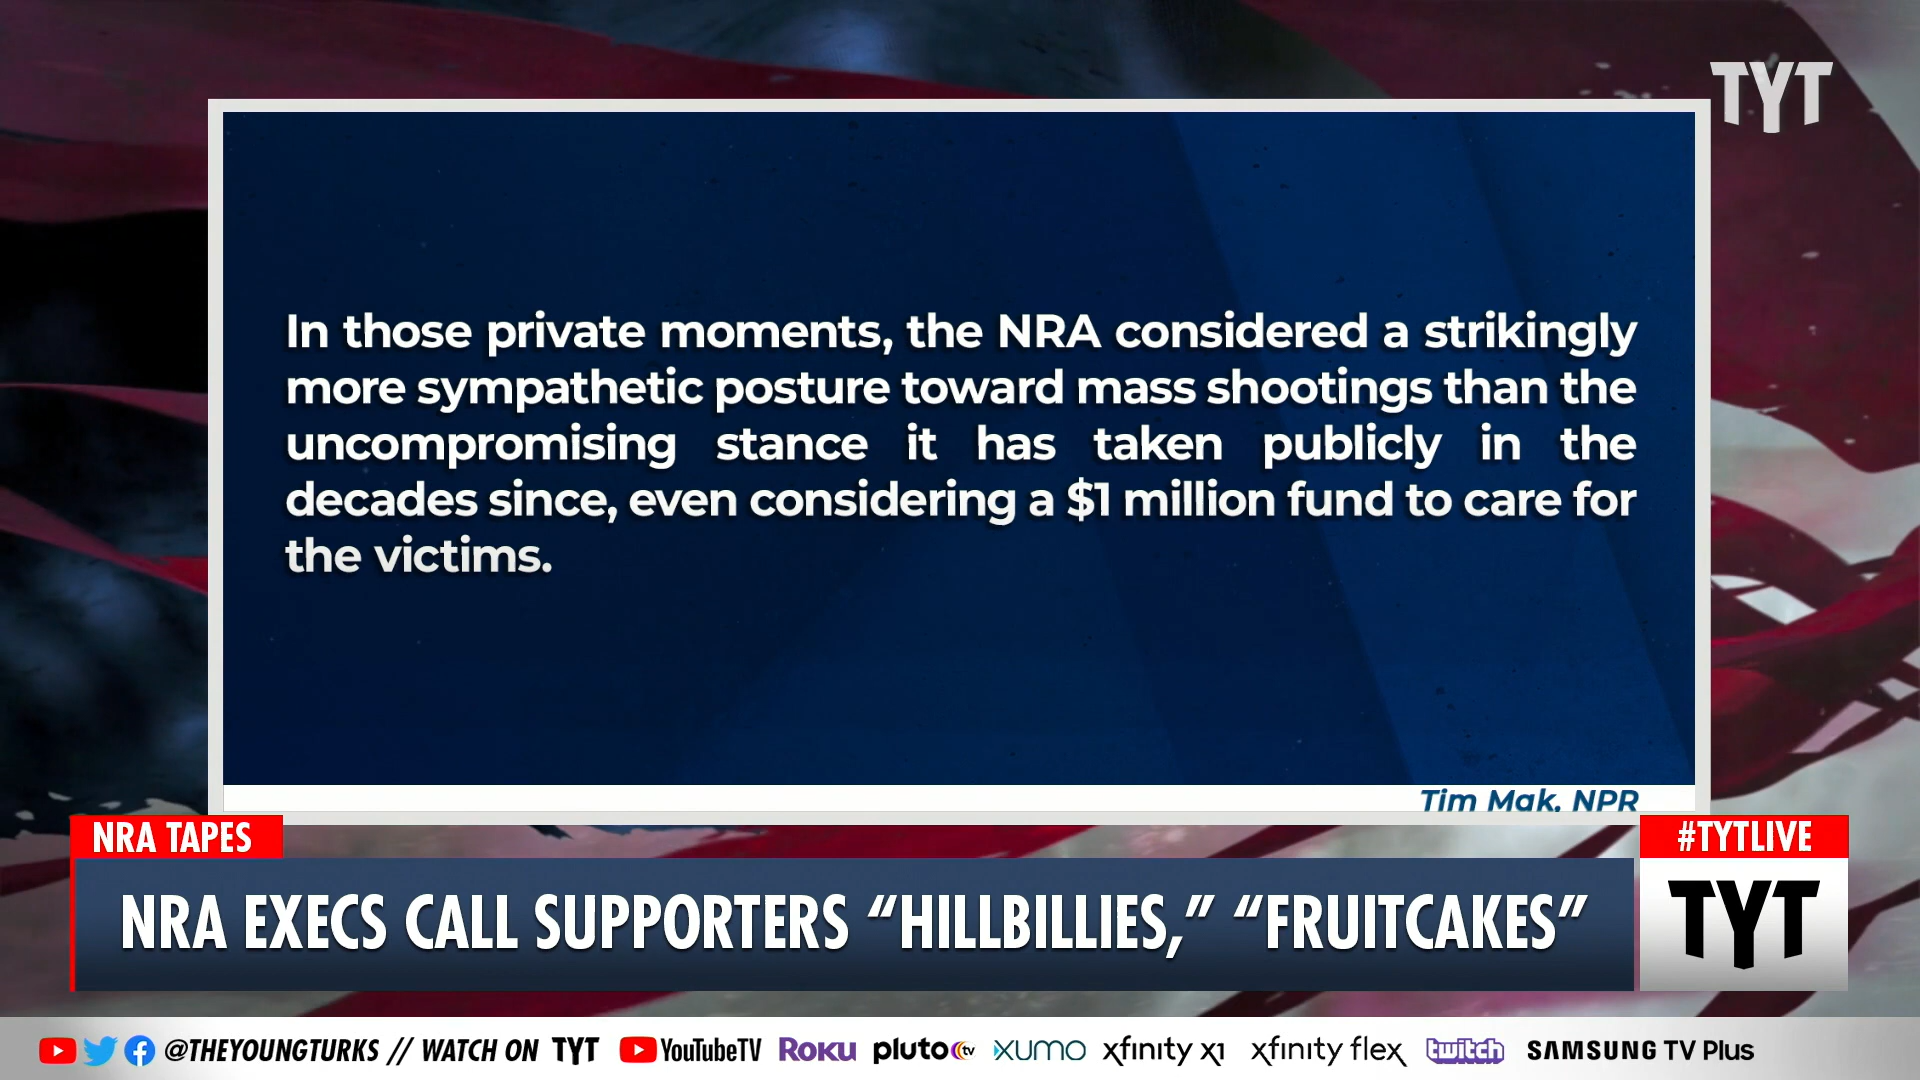 TYT
In those private moments, the NRA considered a strikingly
more sympathetic posture toward mass shootings than the
uncompromising stance it has taken publicly in the
decades since, even considering a $1 million fund to care for
the victims.
Tim Mak, NPR
NRA TAPES
#TYTLIVE
NRA EXECS CALL SUPPORTERS “HILLBILLIES,” “FRUITCAKES”
TYT
@THEYOUNGTURKS // WATCH ON TYT YouTubeTV ROKU pluto tv XUMO xfinity x1 xfinity flex twitch SAMSUNG TV Plus